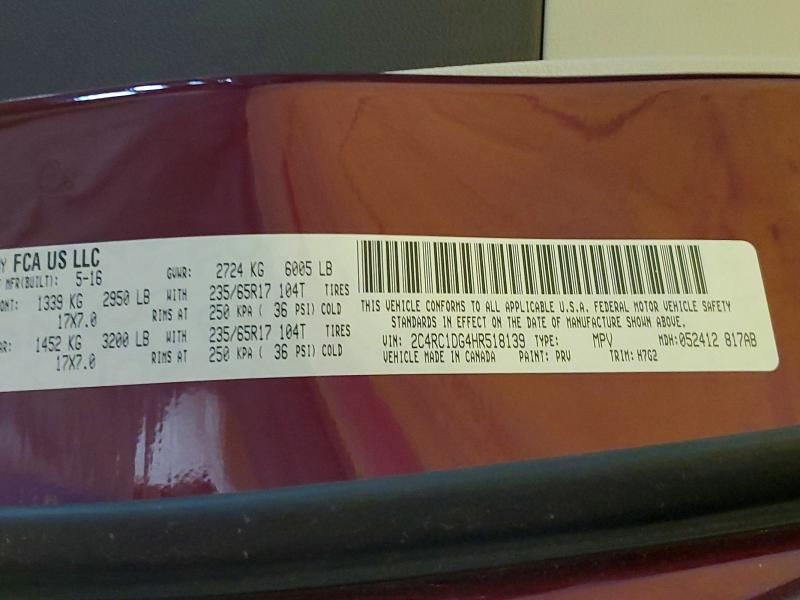 FCA US LLC
MFR(BUILT): 5-16 GVWR: 2724 KG 6005 LB
1339 KG 2950 LB WITH 235/65R17 104T TIRES
17X7.0 RIMS AT 250 KPA ( 36 PSI) COLD
1452 KG 3200 LB WITH 235/65R17 104T TIRES
17X7.0 RIMS AT 250 KPA ( 36 PSI) COLD
THIS VEHICLE CONFORMS TO ALL APPLICABLE U.S.A. FEDERAL MOTOR VEHICLE SAFETY
STANDARDS IN EFFECT ON THE DATE OF MANUFACTURE SHOWN ABOVE.
VIN: 2C4RC1DG4HR518139 TYPE: MPV MDH: 052412 817AB
VEHICLE MADE IN CANADA PAINT: PRV TRIM: H7G2